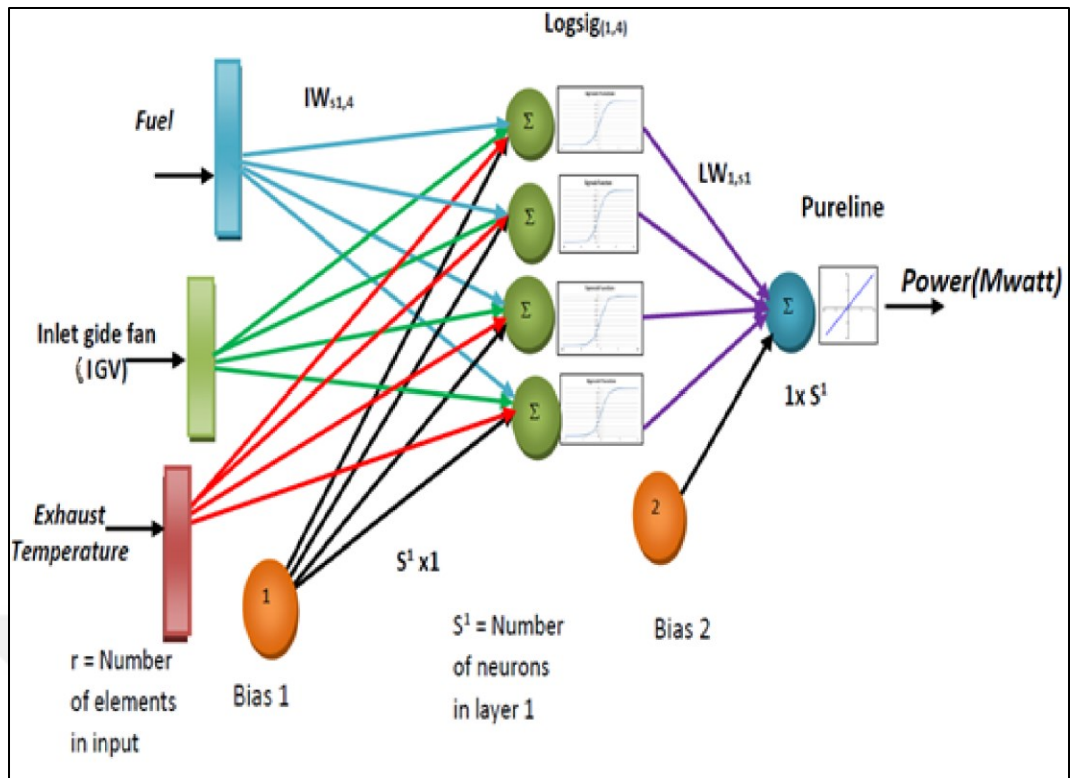 Logsig(1,4)
IWs1,4
Fuel
Σ
LW1,s1
Σ
Pureline
Power(Mwatt)
Inlet gide fan
(IGV)
Σ
Σ
1x S¹
Σ
Exhaust
Temperature
2
S¹ x1
1
S¹ = Number
of neurons
in layer 1
Bias 2
r = Number
of elements
in input
Bias 1